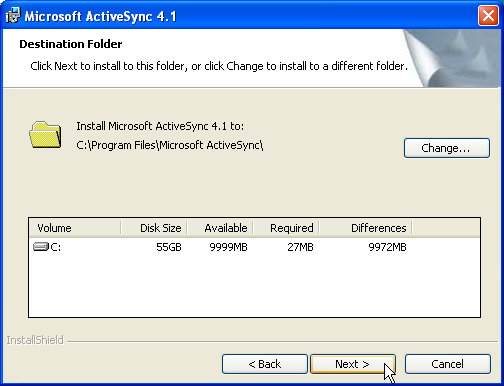 Microsoft ActiveSync 4.1
Destination Folder
Click Next to install to this folder, or click Change to install to a different folder.
Install Microsoft ActiveSync 4.1 to:
C:\Program Files\Microsoft ActiveSync\
Change...
Volume Disk Size Available Required Differences
C: 55GB 9999MB 27MB 9972MB
InstallShield
< Back Next > Cancel